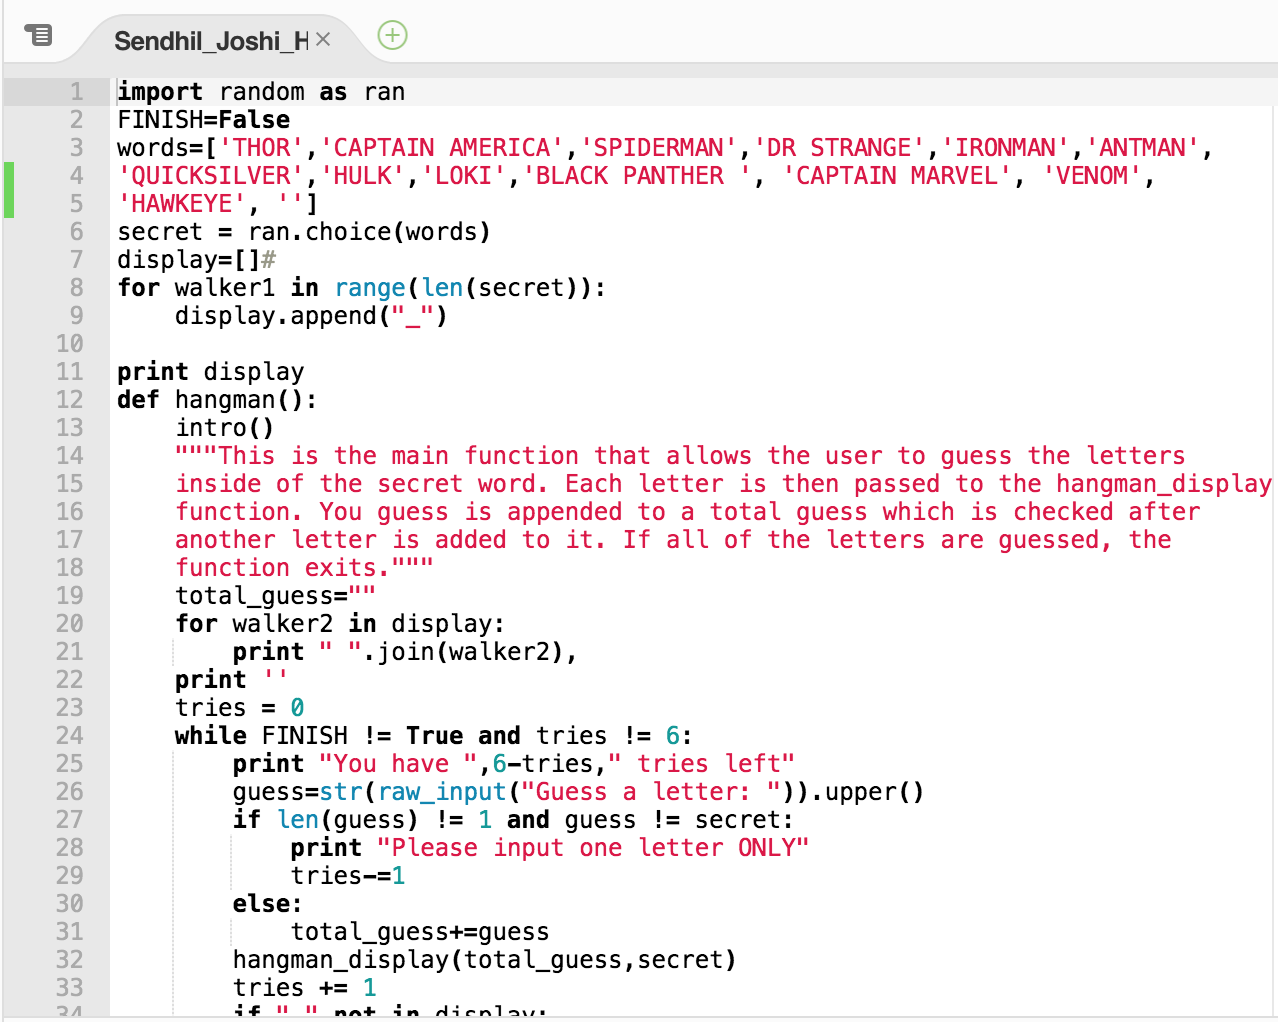 Sendhil_Joshi_H
1 import random as ran
2 FINISH=False
3 words=['THOR','CAPTAIN AMERICA','SPIDERMAN','DR STRANGE','IRONMAN','ANTMAN',
4 'QUICKSILVER','HULK','LOKI','BLACK PANTHER ', 'CAPTAIN MARVEL', 'VENOM',
5 'HAWKEYE', '']
6 secret = ran.choice(words)
7 display=[]#
8 for walker1 in range(len(secret)):
9     display.append("_")
10
11 print display
12 def hangman():
13     intro()
14     """This is the main function that allows the user to guess the letters
15     inside of the secret word. Each letter is then passed to the hangman_display
16     function. You guess is appended to a total guess which is checked after
17     another letter is added to it. If all of the letters are guessed, the
18     function exits."""
19     total_guess=""
20     for walker2 in display:
21         print " ".join(walker2),
22     print ''
23     tries = 0
24     while FINISH != True and tries != 6:
25         print "You have ",6-tries," tries left"
26         guess=str(raw_input("Guess a letter: ")).upper()
27         if len(guess) != 1 and guess != secret:
28             print "Please input one letter ONLY"
29             tries-=1
30         else:
31             total_guess+=guess
32         hangman_display(total_guess,secret)
33         tries += 1
34         if "_" not in display: